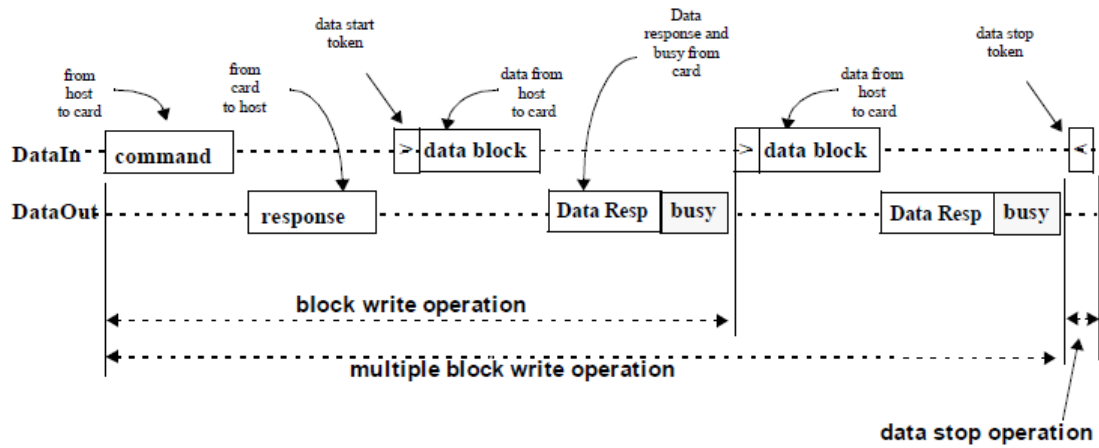 from
host
to card
from
card
to host
data start
token
data from
host
to card
Data
response and
busy from
card
data from
host
to card
data stop
token
DataIn command > data block > data block <
DataOut response Data Resp busy Data Resp busy
block write operation
multiple block write operation
data stop operation